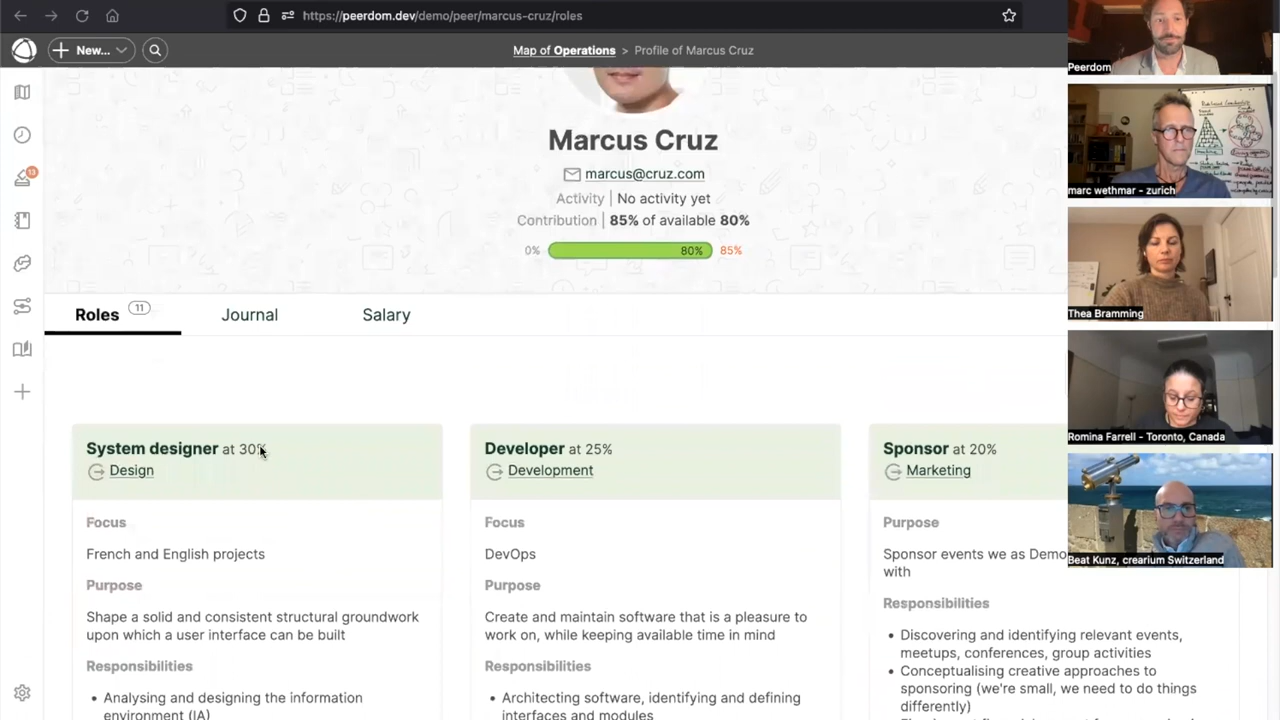 https://peerdom.dev/demo/peer/marcus-cruz/roles
New...
Map of Operations > Profile of Marcus Cruz
13
Marcus Cruz
marcus@cruz.com
Activity | No activity yet
Contribution | 85% of available 80%
0% 80% 85%
Roles 11 Journal Salary
System designer at 30%
Design
Focus
French and English projects
Purpose
Shape a solid and consistent structural groundwork
upon which a user interface can be built
Responsibilities
• Analysing and designing the information
environment (IA)
Developer at 25%
Development
Focus
DevOps
Purpose
Create and maintain software that is a pleasure to
work on, while keeping available time in mind
Responsibilities
• Architecting software, identifying and defining
interfaces and modules
Sponsor at 20%
Marketing
Purpose
Sponsor events we as Demo
with
Responsibilities
• Discovering and identifying relevant events,
meetups, conferences, group activities
• Conceptualising creative approaches to
sponsoring (we're small, we need to do things
differently)
Peerdom
marc wethmar - zurich
Thea Bramming
Romina Farrell - Toronto, Canada
Beat Kunz, crearium Switzerland